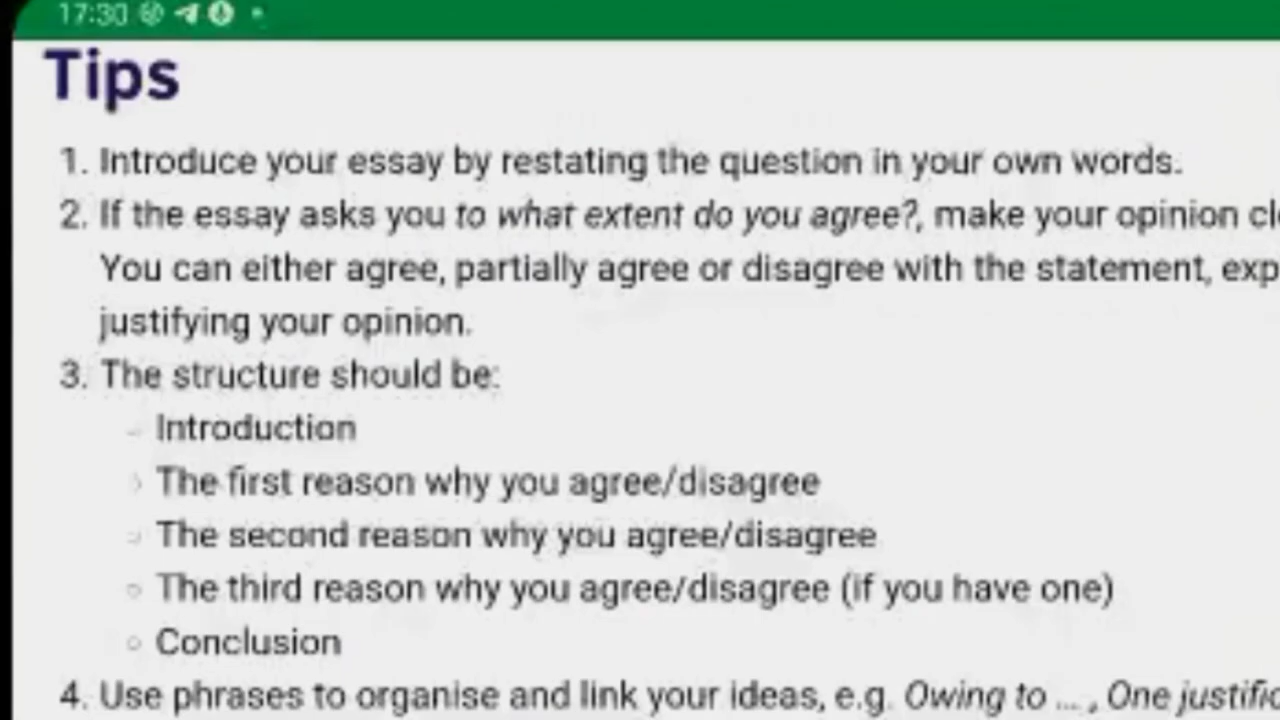 17:30
Tips
1. Introduce your essay by restating the question in your own words.
2. If the essay asks you to what extent do you agree?, make your opinion
You can either agree, partially agree or disagree with the statement,
justifying your opinion.
3. The structure should be:
Introduction
The first reason why you agree/disagree
The second reason why you agree/disagree
○ The third reason why you agree/disagree (if you have one)
○ Conclusion
4. Use phrases to organise and link your ideas, e.g. Owing to ... , One